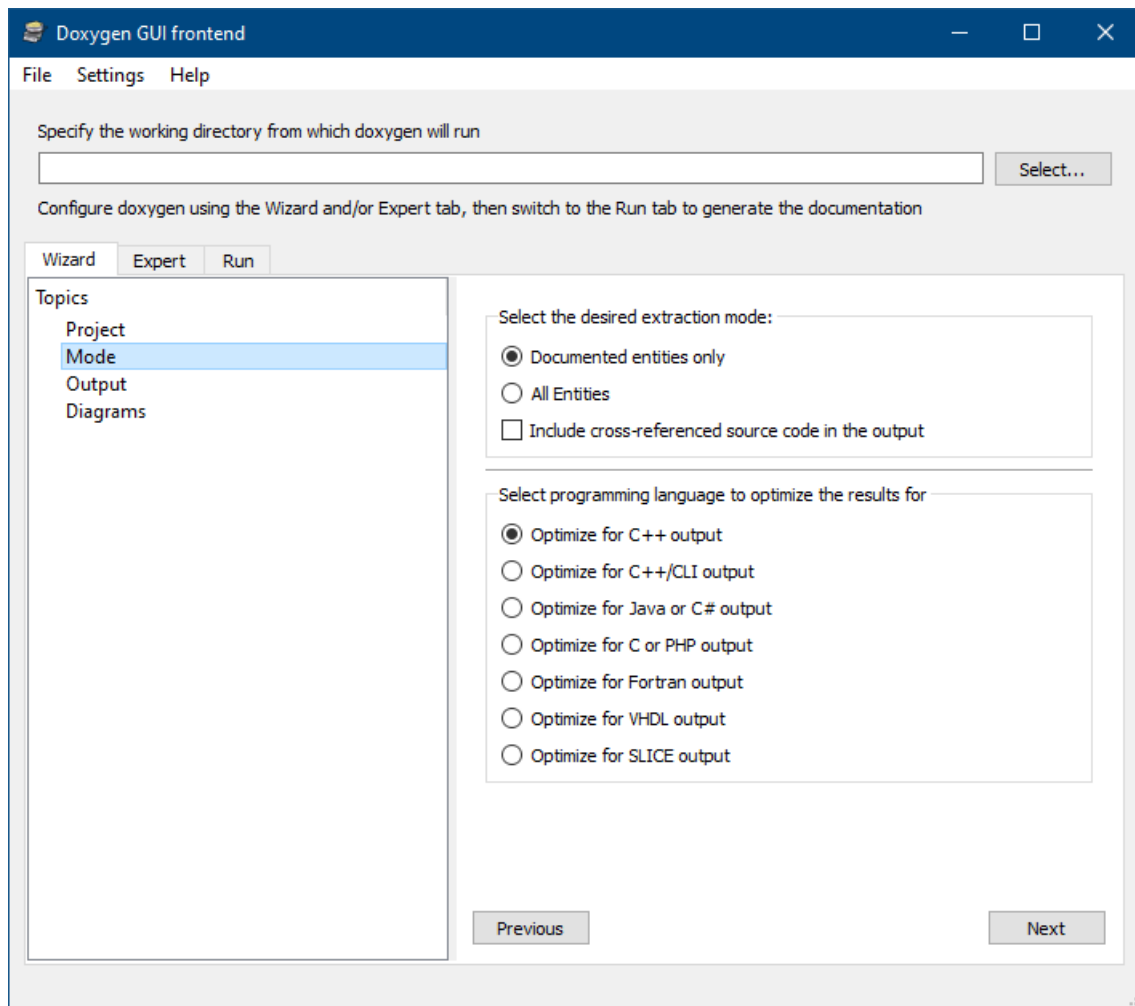 Doxygen GUI frontend
File Settings Help
Specify the working directory from which doxygen will run
Select...
Configure doxygen using the Wizard and/or Expert tab, then switch to the Run tab to generate the documentation
Wizard Expert Run
Topics
Project
Mode
Output
Diagrams
Select the desired extraction mode:
Documented entities only
All Entities
Include cross-referenced source code in the output
Select programming language to optimize the results for
Optimize for C++ output
Optimize for C++/CLI output
Optimize for Java or C# output
Optimize for C or PHP output
Optimize for Fortran output
Optimize for VHDL output
Optimize for SLICE output
Previous Next